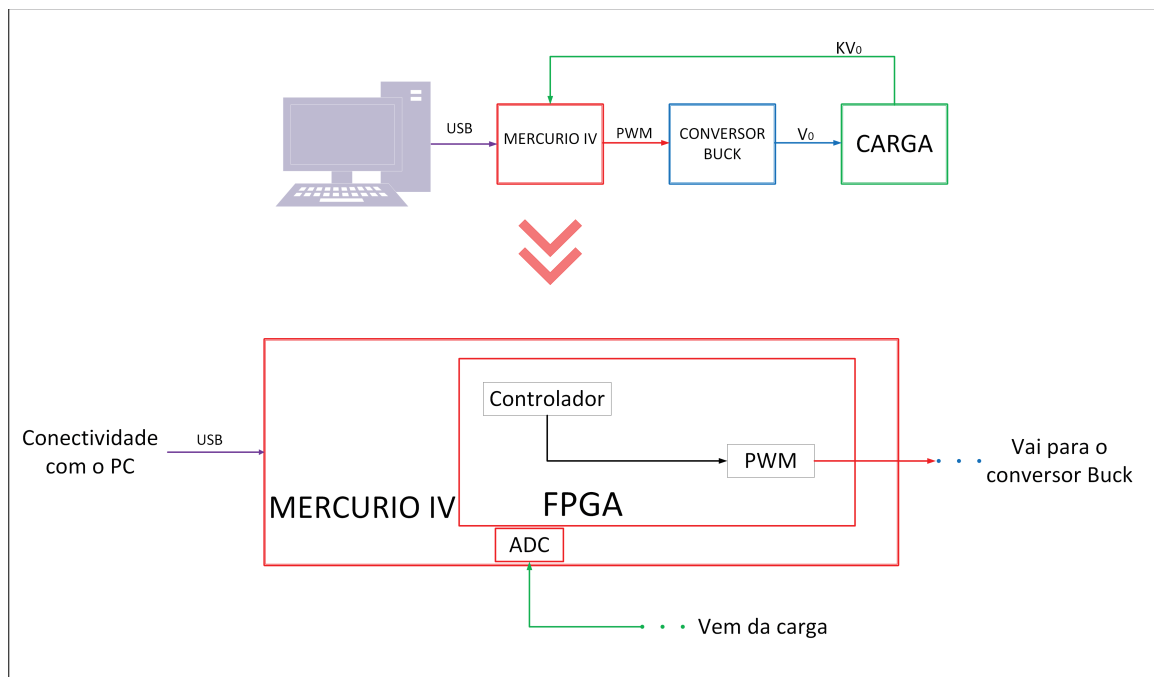 KV₀
USB
MERCURIO IV
PWM
CONVERSOR
BUCK
V₀
CARGA
Controlador
Conectividade
com o PC
USB
PWM
Vai para o
conversor Buck
MERCURIO IV
FPGA
ADC
Vem da carga